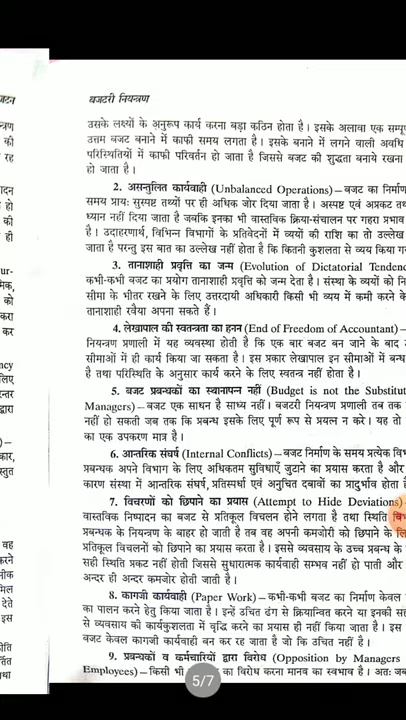 बजटरी नियन्त्रण
उसके लक्ष्यों के अनुरूप कार्य करना बड़ा कठिन होता है। इसके अलावा एक सम्पू
उत्तम बजट बनाने में काफी समय लगता है। इसके बनाने में लगने वाली अवधि
परिस्थितियों में काफी परिवर्तन हो जाता है जिससे बजट की शुद्धता बनाये रखना
हो जाता है।
2. असन्तुलित कार्यवाही (Unbalanced Operations) – बजट का निर्माण
समय प्रायः सुस्पष्ट तथ्यों पर ही अधिक जोर दिया जाता है। अस्पष्ट एवं अप्रकट तथ
ध्यान नहीं दिया जाता जबकि इनका भी वास्तविक क्रिया-संचालन पर गहरा प्रभाव
है। उदाहरणार्थ, विभिन्न विभागों के प्रतिवेदनों में व्ययों की राशि का तो उल्लेख
जाता है परन्तु इस बात का उल्लेख नहीं होता कि कितनी कुशलता से व्यय किया गय
3. तानाशाही प्रवृत्ति का जन्म (Evolution of Dictatorial Tendenc
कभी-कभी बजट का प्रयोग तानाशाही प्रवृत्ति को जन्म देता है। संस्था के व्ययों को नि
सीमा के भीतर रखने के लिए उत्तरदायी अधिकारी किसी भी व्यय में कमी करने के
तानाशाही रवैया अपना सकते हैं।
4. लेखापाल की स्वतन्त्रता का हनन (End of Freedom of Accountant) –
नियन्त्रण प्रणाली में यह व्यवस्था होती है कि एक बार बजट बन जाने के बाद उ
सीमाओं में ही कार्य किया जा सकता है। इस प्रकार लेखापाल इन सीमाओं में बन्ध
है तथा परिस्थिति के अनुसार कार्य करने के लिए स्वतन्त्र नहीं होता है।
5. बजट प्रबन्धकों का स्थानापन्न नहीं (Budget is not the Substitut
Managers) – बजट एक साधन है साध्य नहीं। बजटरी नियन्त्रण प्रणाली तब तक
नहीं हो सकती जब तक कि प्रबन्धक इसके लिए पूर्ण रूप से प्रयत्न न करे। यह तो
का एक उपकरण मात्र है।
6. आन्तरिक संघर्ष (Internal Conflicts) – बजट निर्माण के समय प्रत्येक विभ
प्रबन्धक अपने विभाग के लिए अधिकतम सुविधाएँ जुटाने का प्रयास करता है और
कारण संस्था में आन्तरिक संघर्ष, प्रतिस्पर्धा एवं अनुचित दबावों का प्रादुर्भाव होता है
7. विचरणों को छिपाने का प्रयास (Attempt to Hide Deviations) –
वास्तविक निष्पादन का बजट से प्रतिकूल विचलन होने लगता है तथा स्थिति विभ
प्रबन्धक के नियन्त्रण के बाहर हो जाती है तब वह अपनी कमजोरी को छिपाने के लि
प्रतिकूल विचलनों को छिपाने का प्रयास करता है। इससे व्यवसाय के उच्च प्रबन्धक के
सही स्थिति प्रकट नहीं होती जिससे सुधारात्मक कार्यवाही सम्भव नहीं हो पाती और
अन्दर ही अन्दर कमजोर होती जाती है।
8. कागजी कार्यवाही (Paper Work) – कभी-कभी बजट का निर्माण केवल
का पालन करने हेतु किया जाता है। इन्हें उचित ढंग से क्रियान्वित करने या इनकी सह
से व्यवसाय की कार्यकुशलता में वृद्धि करने का प्रयास ही नहीं किया जाता है। इस
बजट केवल कागजी कार्यवाही बन कर रह जाता है जो कि उचित नहीं है।
9. प्रबन्धकों व कर्मचारियों द्वारा विरोध (Opposition by Managers
Employees) – किसी भी का विरोध करना मानव का स्वभाव है। अतः जब
5/7